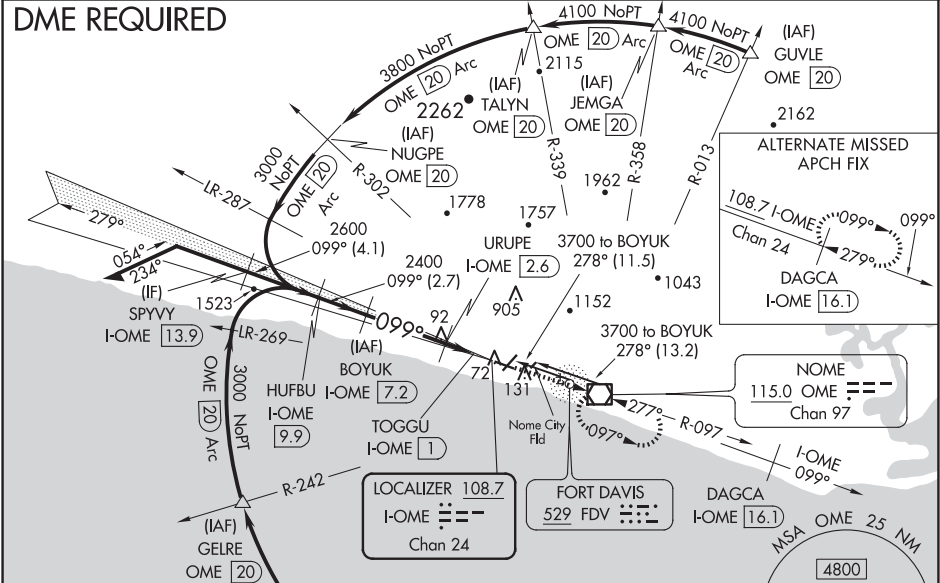 DME REQUIRED
4100 NoPT
4100 NoPT
OME 20 Arc
OME 20
Arc
(IAF)
GUVLE
OME 20
3800 NoPT
OME 20 Arc
2115
2262
(IAF)
TALYN
OME 20
(IAF)
JEMGA
OME 20
2162
(IAF)
NUGPE
OME 20
3000
NoPT
OME 20
Arc
R-302
R-339
R-358
R-013
ALTERNATE MISSED
APCH FIX
108.7 I-OME
Chan 24
099°
099°
279°
DAGCA
I-OME 16.1
LR-287
1778
1962
1757
279°
2600
099° (4.1)
URUPE
I-OME 2.6
3700 to BOYUK
278° (11.5)
054°
234°
2400
099° (2.7)
1043
905
1152
(IF)
SPYVY
I-OME 13.9
1523
099°
92
3700 to BOYUK
278° (13.2)
LR-269
(IAF)
BOYUK
I-OME 7.2
72
131
NOME
115.0 OME
Chan 97
OME 20 Arc
3000 NoPT
HUFBU
I-OME
9.9
TOGGU
I-OME 1
Nome City
Fld
277°
097°
R-097
I-OME
099°
R-242
LOCALIZER 108.7
I-OME
Chan 24
FORT DAVIS
529 FDV
DAGCA
I-OME 16.1
(IAF)
GELRE
OME 20
MSA OME 25 NM
4800